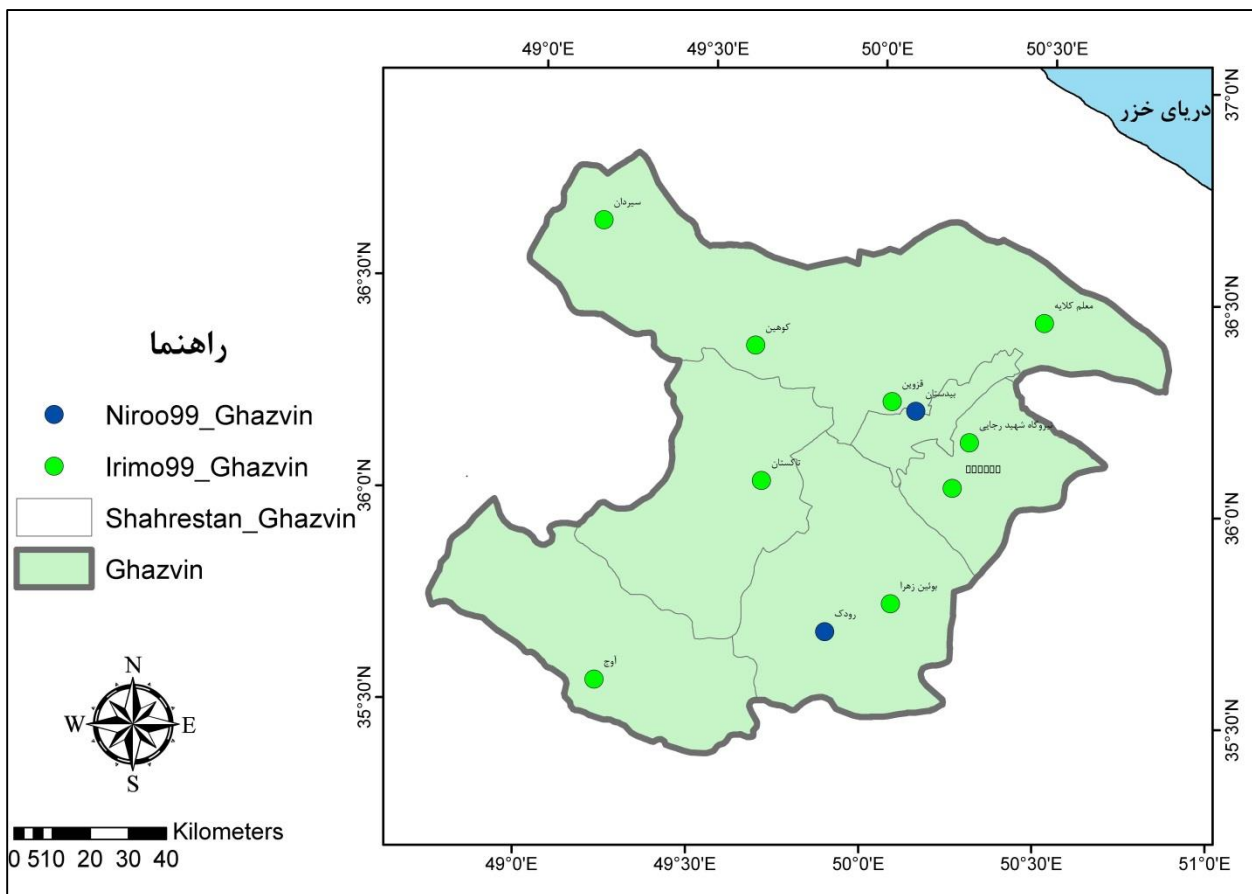 49°0'E
49°30'E
50°0'E
50°30'E
37°0'N
دریای خزر
سیردان
36°30'N
36°30'N
معلم کلایه
کوهین
راهنما
قزوین
بیدستان
Niroo99_Ghazvin
نیروگاه شهید رجایی
Irimo99_Ghazvin
تاکستان
36°0'N
36°0'N
Shahrestan_Ghazvin
Ghazvin
بوئین زهرا
رودک
آوج
35°30'N
35°30'N
N
W
E
S
Kilometers
0 5 10 20 30 40
49°0'E
49°30'E
50°0'E
50°30'E
51°0'E